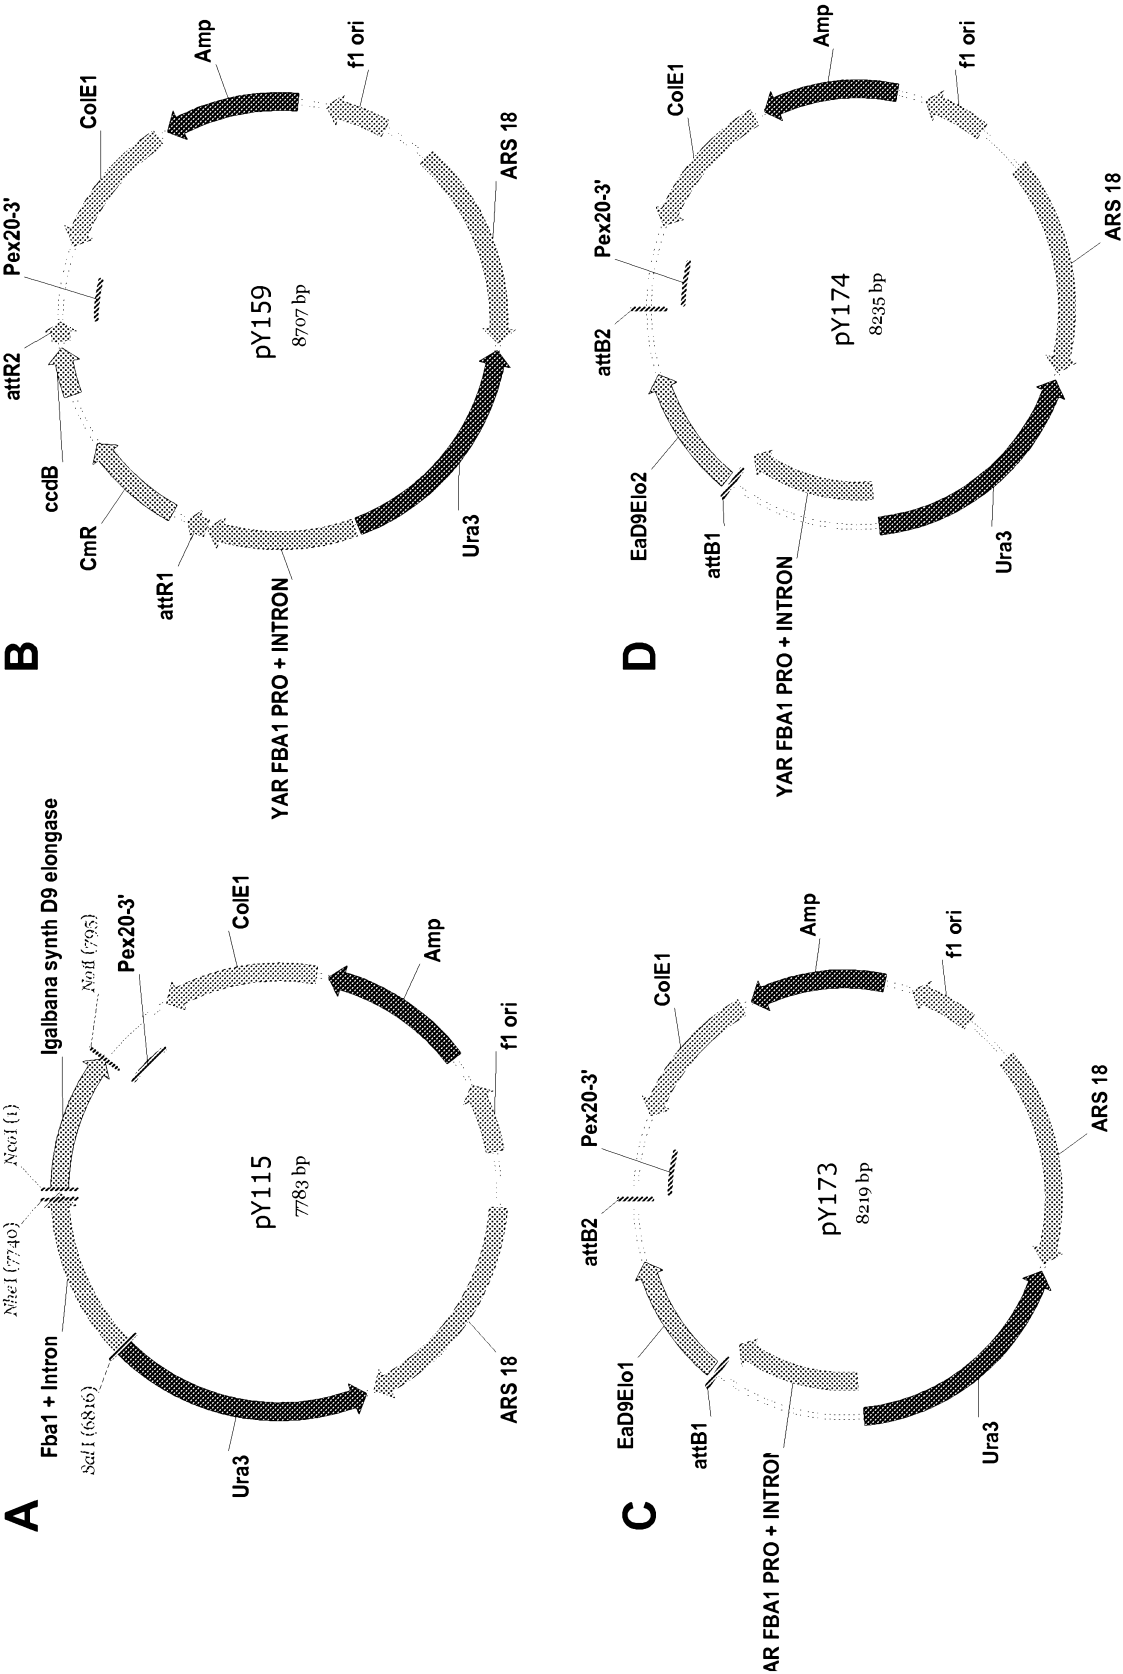 A
Fba1 + Intron
NheI (7740)
NcoI (1)
Igalbana synth D9 elongase
SalI (6816)
NotI (795)
Pex20-3'
Ura3
ColE1
pY115
7783 bp
Amp
ARS 18
f1 ori
B
attR2
Pex20-3'
ccdB
ColE1
CmR
Amp
attR1
pY159
8707 bp
YAR FBA1 PRO + INTRON
f1 ori
Ura3
ARS 18
C
attB2
Pex20-3'
EaD9Elo1
ColE1
attB1
Amp
AR FBA1 PRO + INTRON
pY173
8219 bp
f1 ori
Ura3
ARS 18
D
attB2
Pex20-3'
EaD9Elo2
ColE1
attB1
Amp
YAR FBA1 PRO + INTRON
pY174
8235 bp
f1 ori
Ura3
ARS 18